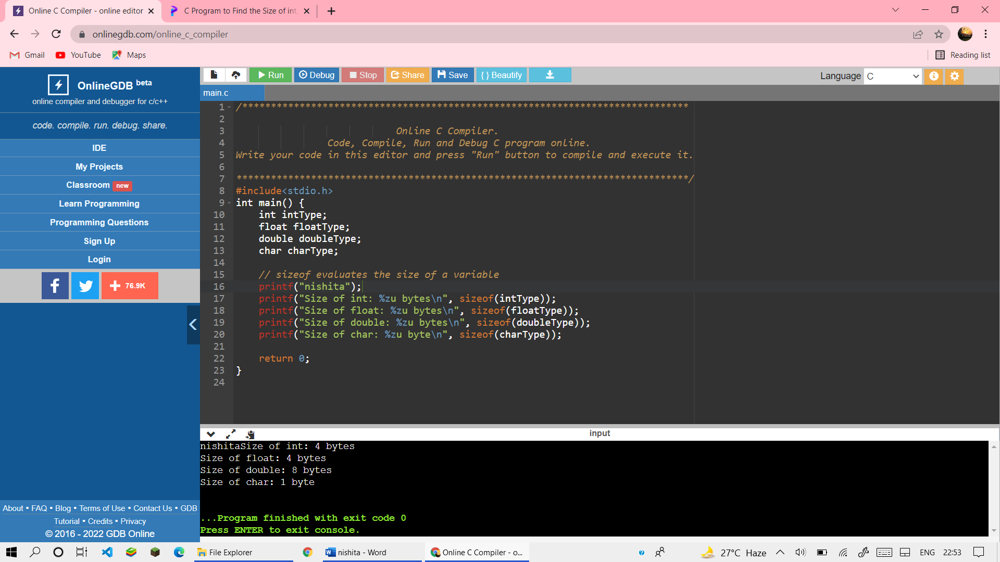 Online C Compiler - online editor
C Program to Find the Size of int
onlinegdb.com/online_c_compiler
Gmail
YouTube
Maps
Reading list
OnlineGDB beta
online compiler and debugger for c/c++
code. compile. run. debug. share.
IDE
My Projects
Classroom new
Learn Programming
Programming Questions
Sign Up
Login
76.9K
About • FAQ • Blog • Terms of Use • Contact Us • GDB
Tutorial • Credits • Privacy
© 2016 - 2022 GDB Online
Run
Debug
Stop
Share
Save
{ } Beautify
Language C
main.c
1 /******************************************************************************
2
3                             Online C Compiler.
4                 Code, Compile, Run and Debug C program online.
5 Write your code in this editor and press "Run" button to compile and execute it.
6
7 *******************************************************************************/
8 #include<stdio.h>
9 int main() {
10     int intType;
11     float floatType;
12     double doubleType;
13     char charType;
14
15     // sizeof evaluates the size of a variable
16     printf("nishita");
17     printf("Size of int: %zu bytes\n", sizeof(intType));
18     printf("Size of float: %zu bytes\n", sizeof(floatType));
19     printf("Size of double: %zu bytes\n", sizeof(doubleType));
20     printf("Size of char: %zu byte\n", sizeof(charType));
21
22     return 0;
23 }
24
input
nishitaSize of int: 4 bytes
Size of float: 4 bytes
Size of double: 8 bytes
Size of char: 1 byte
...Program finished with exit code 0
Press ENTER to exit console.
File Explorer
nishita - Word
Online C Compiler - o...
27°C Haze
ENG
22:53